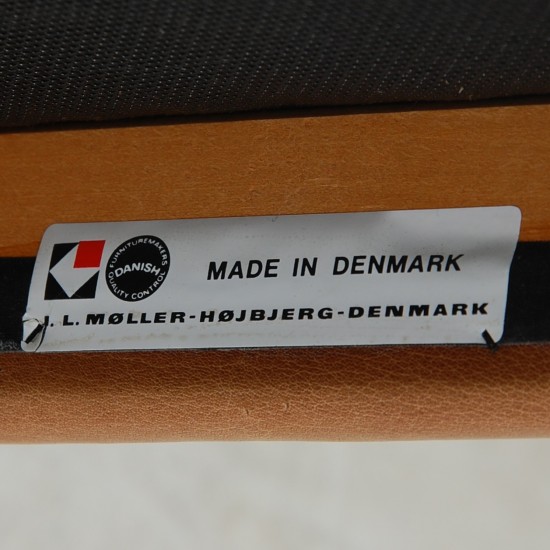 FURNITUREMAKERS
DANISH
QUALITY CONTROL
MADE IN DENMARK
J. L. MØLLER-HØJBJERG-DENMARK